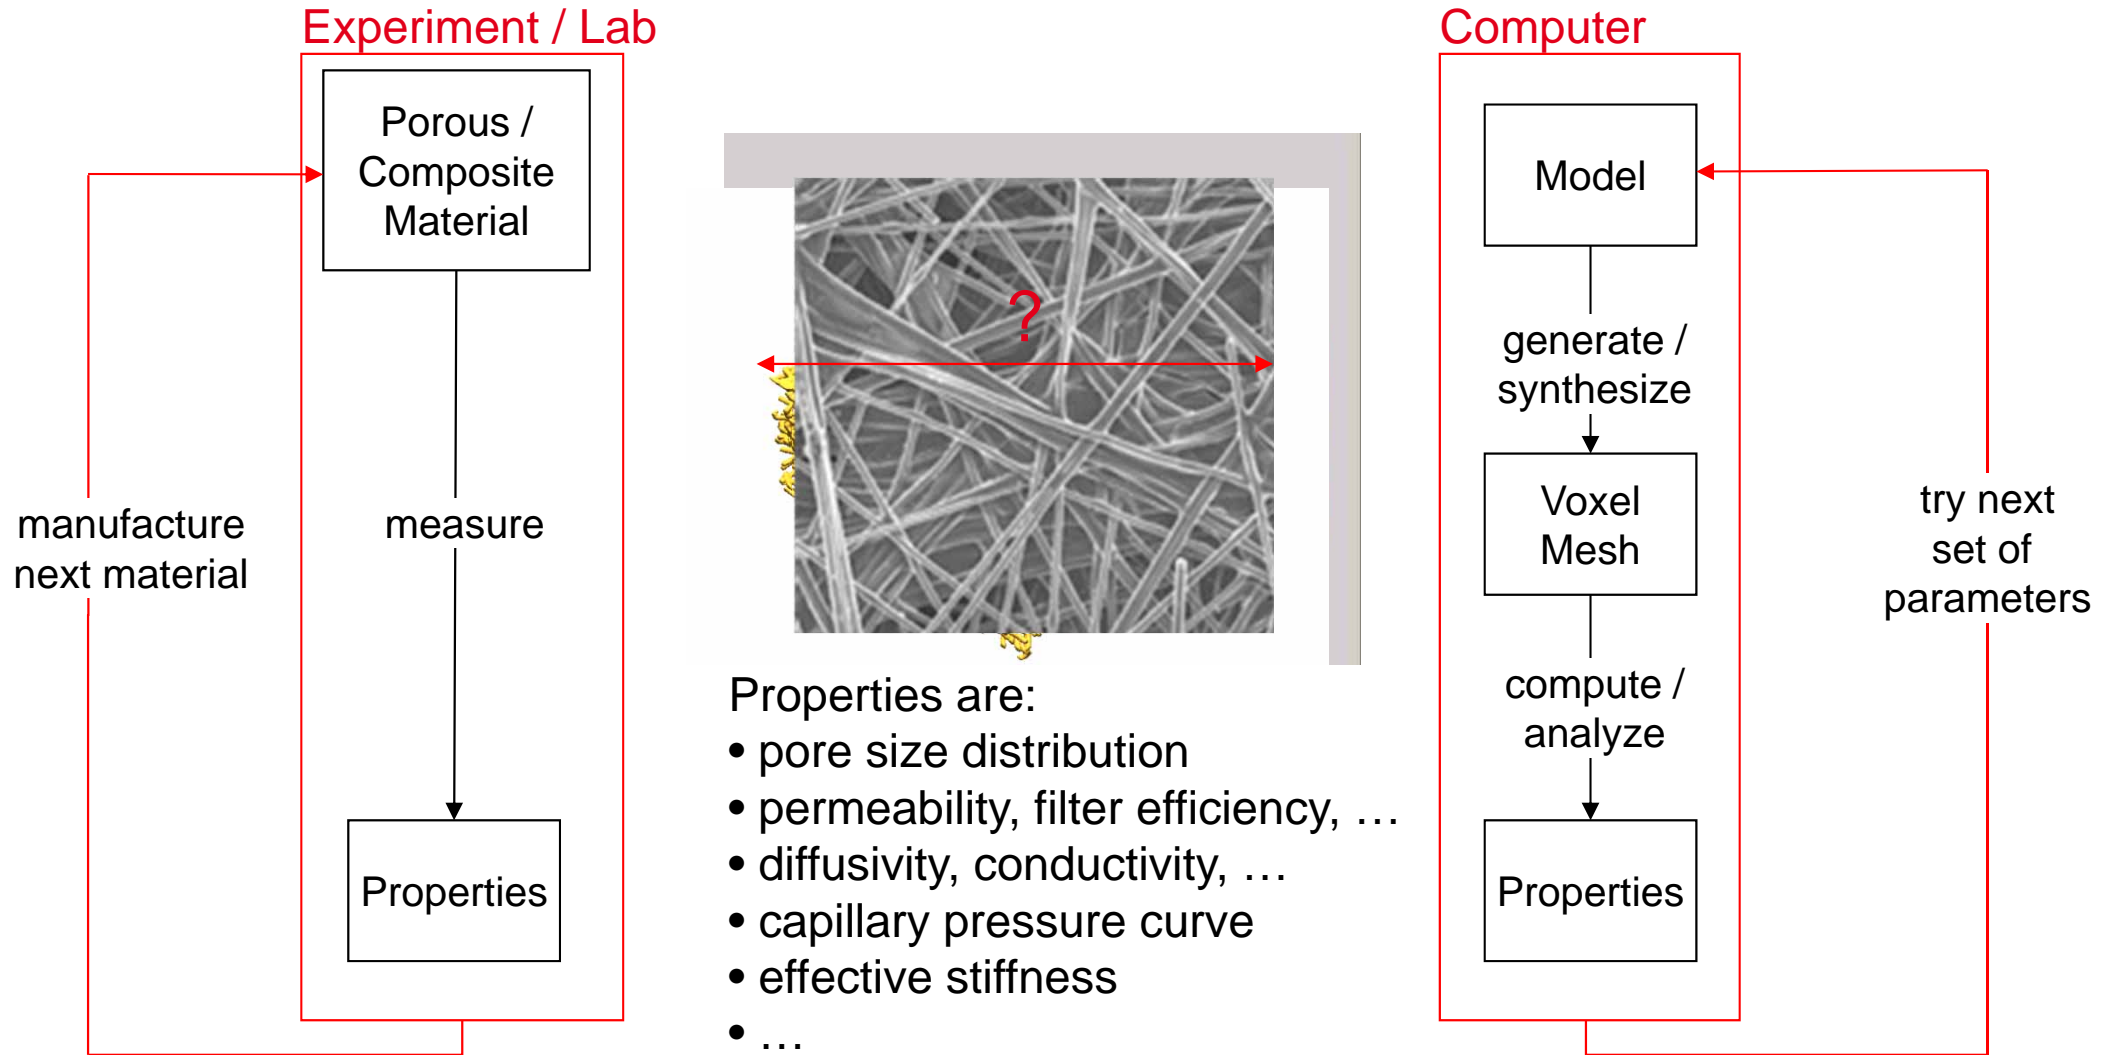 Experiment / Lab
Porous /
Composite
Material
measure
Properties
manufacture
next material
?
Properties are:
• pore size distribution
• permeability, filter efficiency, …
• diffusivity, conductivity, …
• capillary pressure curve
• effective stiffness
• …
Computer
Model
generate /
synthesize
Voxel
Mesh
compute /
analyze
Properties
try next
set of
parameters